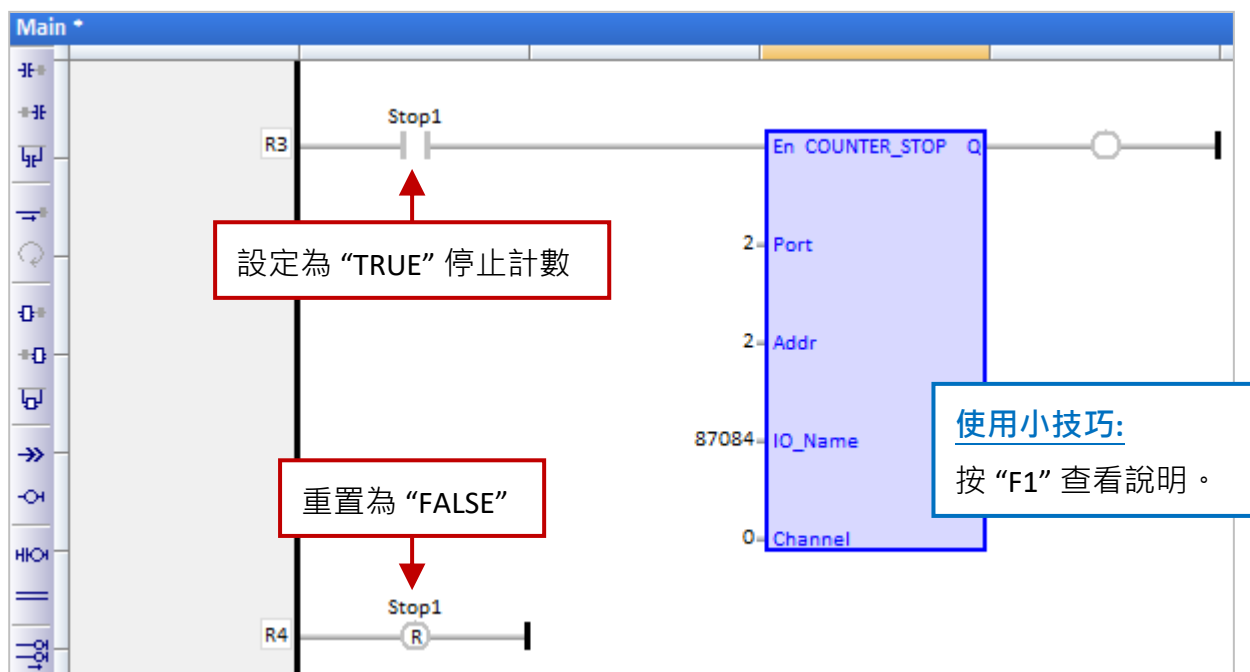 Main *
Stop1
R3
En COUNTER_STOP Q
設定為 “TRUE” 停止計數
2 Port
2 Addr
87084 IO_Name
使用小技巧:
按 “F1” 查看說明。
重置為 “FALSE”
0 Channel
Stop1
R4
R